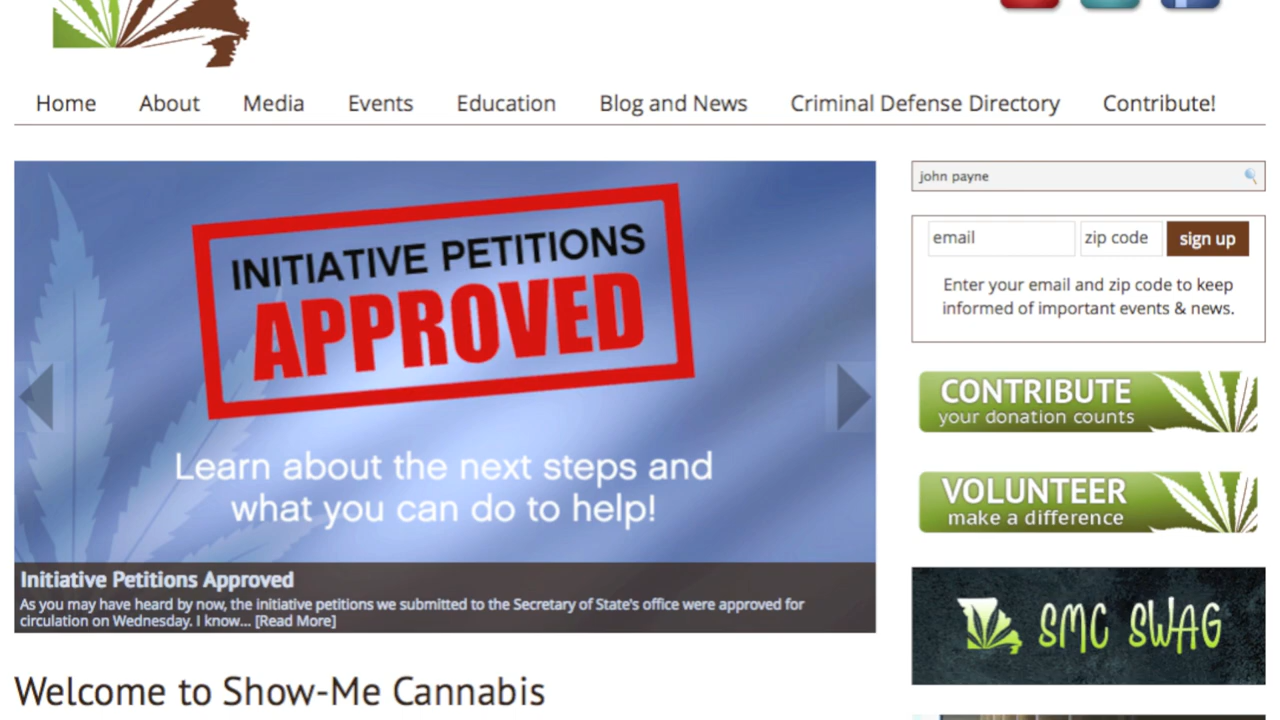 Home About Media Events Education Blog and News Criminal Defense Directory Contribute!
john payne
email zip code sign up
Enter your email and zip code to keep
informed of important events & news.
INITIATIVE PETITIONS
APPROVED
Learn about the next steps and
what you can do to help!
Initiative Petitions Approved
As you may have heard by now, the initiative petitions we submitted to the Secretary of State's office were approved for
circulation on Wednesday. I know... [Read More]
CONTRIBUTE
your donation counts
VOLUNTEER
make a difference
SMC SWAG
Welcome to Show-Me Cannabis